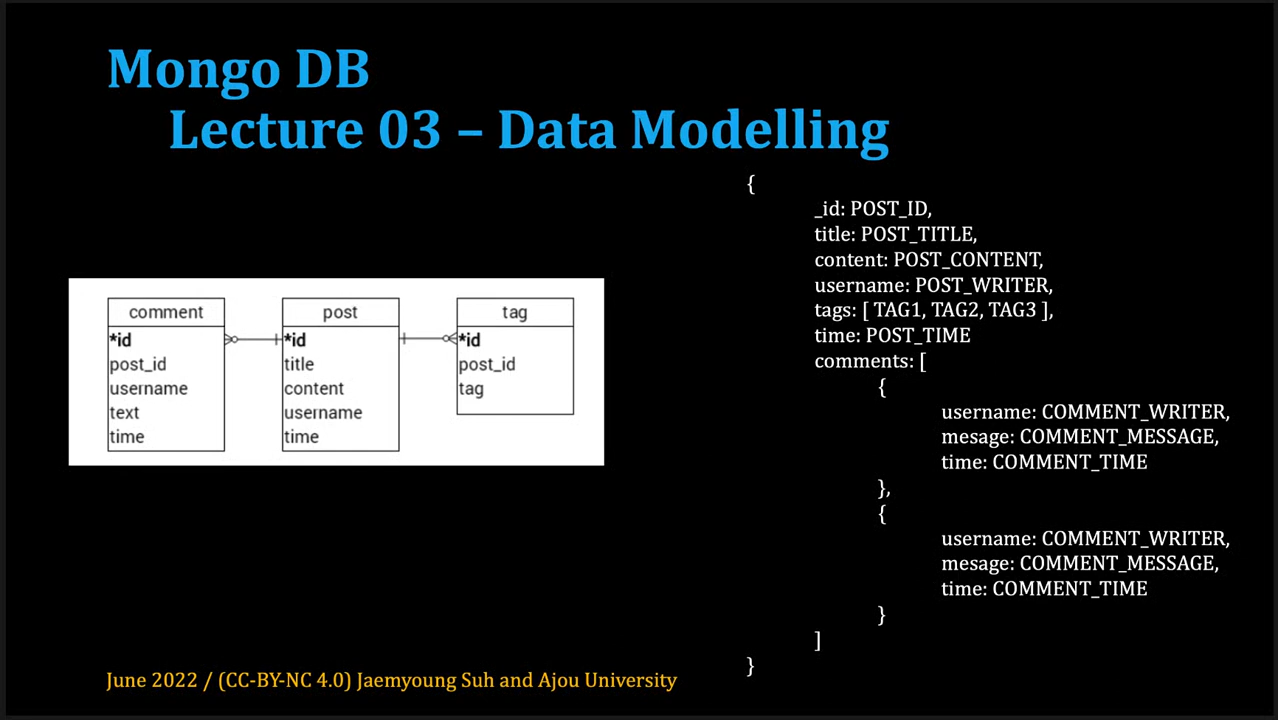 Mongo DB
Lecture 03 – Data Modelling
comment
*id
post_id
username
text
time
post
*id
title
content
username
time
tag
*id
post_id
tag
{
_id: POST_ID,
title: POST_TITLE,
content: POST_CONTENT,
username: POST_WRITER,
tags: [ TAG1, TAG2, TAG3 ],
time: POST_TIME
comments: [
{
username: COMMENT_WRITER,
mesage: COMMENT_MESSAGE,
time: COMMENT_TIME
},
{
username: COMMENT_WRITER,
mesage: COMMENT_MESSAGE,
time: COMMENT_TIME
}
]
}
June 2022 / (CC-BY-NC 4.0) Jaemyoung Suh and Ajou University